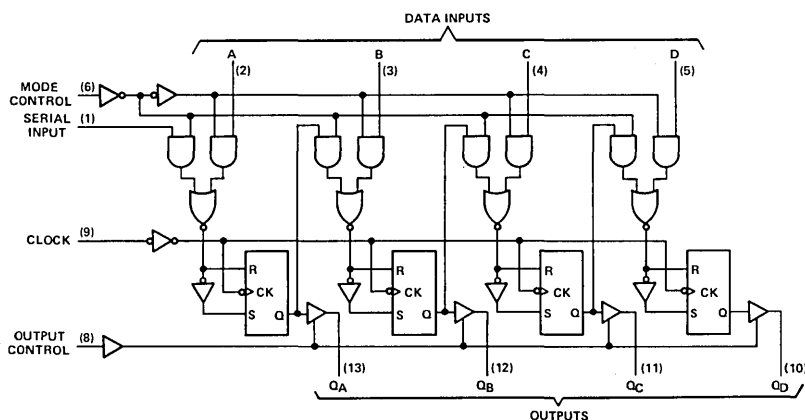 DATA INPUTS
A
B
C
D
(2)
(3)
(4)
(5)
MODE
CONTROL
(6)
SERIAL
INPUT
(1)
CLOCK
(9)
R
CK
S Q
R
CK
S Q
R
CK
S Q
R
CK
S Q
OUTPUT
CONTROL
(8)
(13)
(12)
(11)
(10)
QA
QB
QC
QD
OUTPUTS